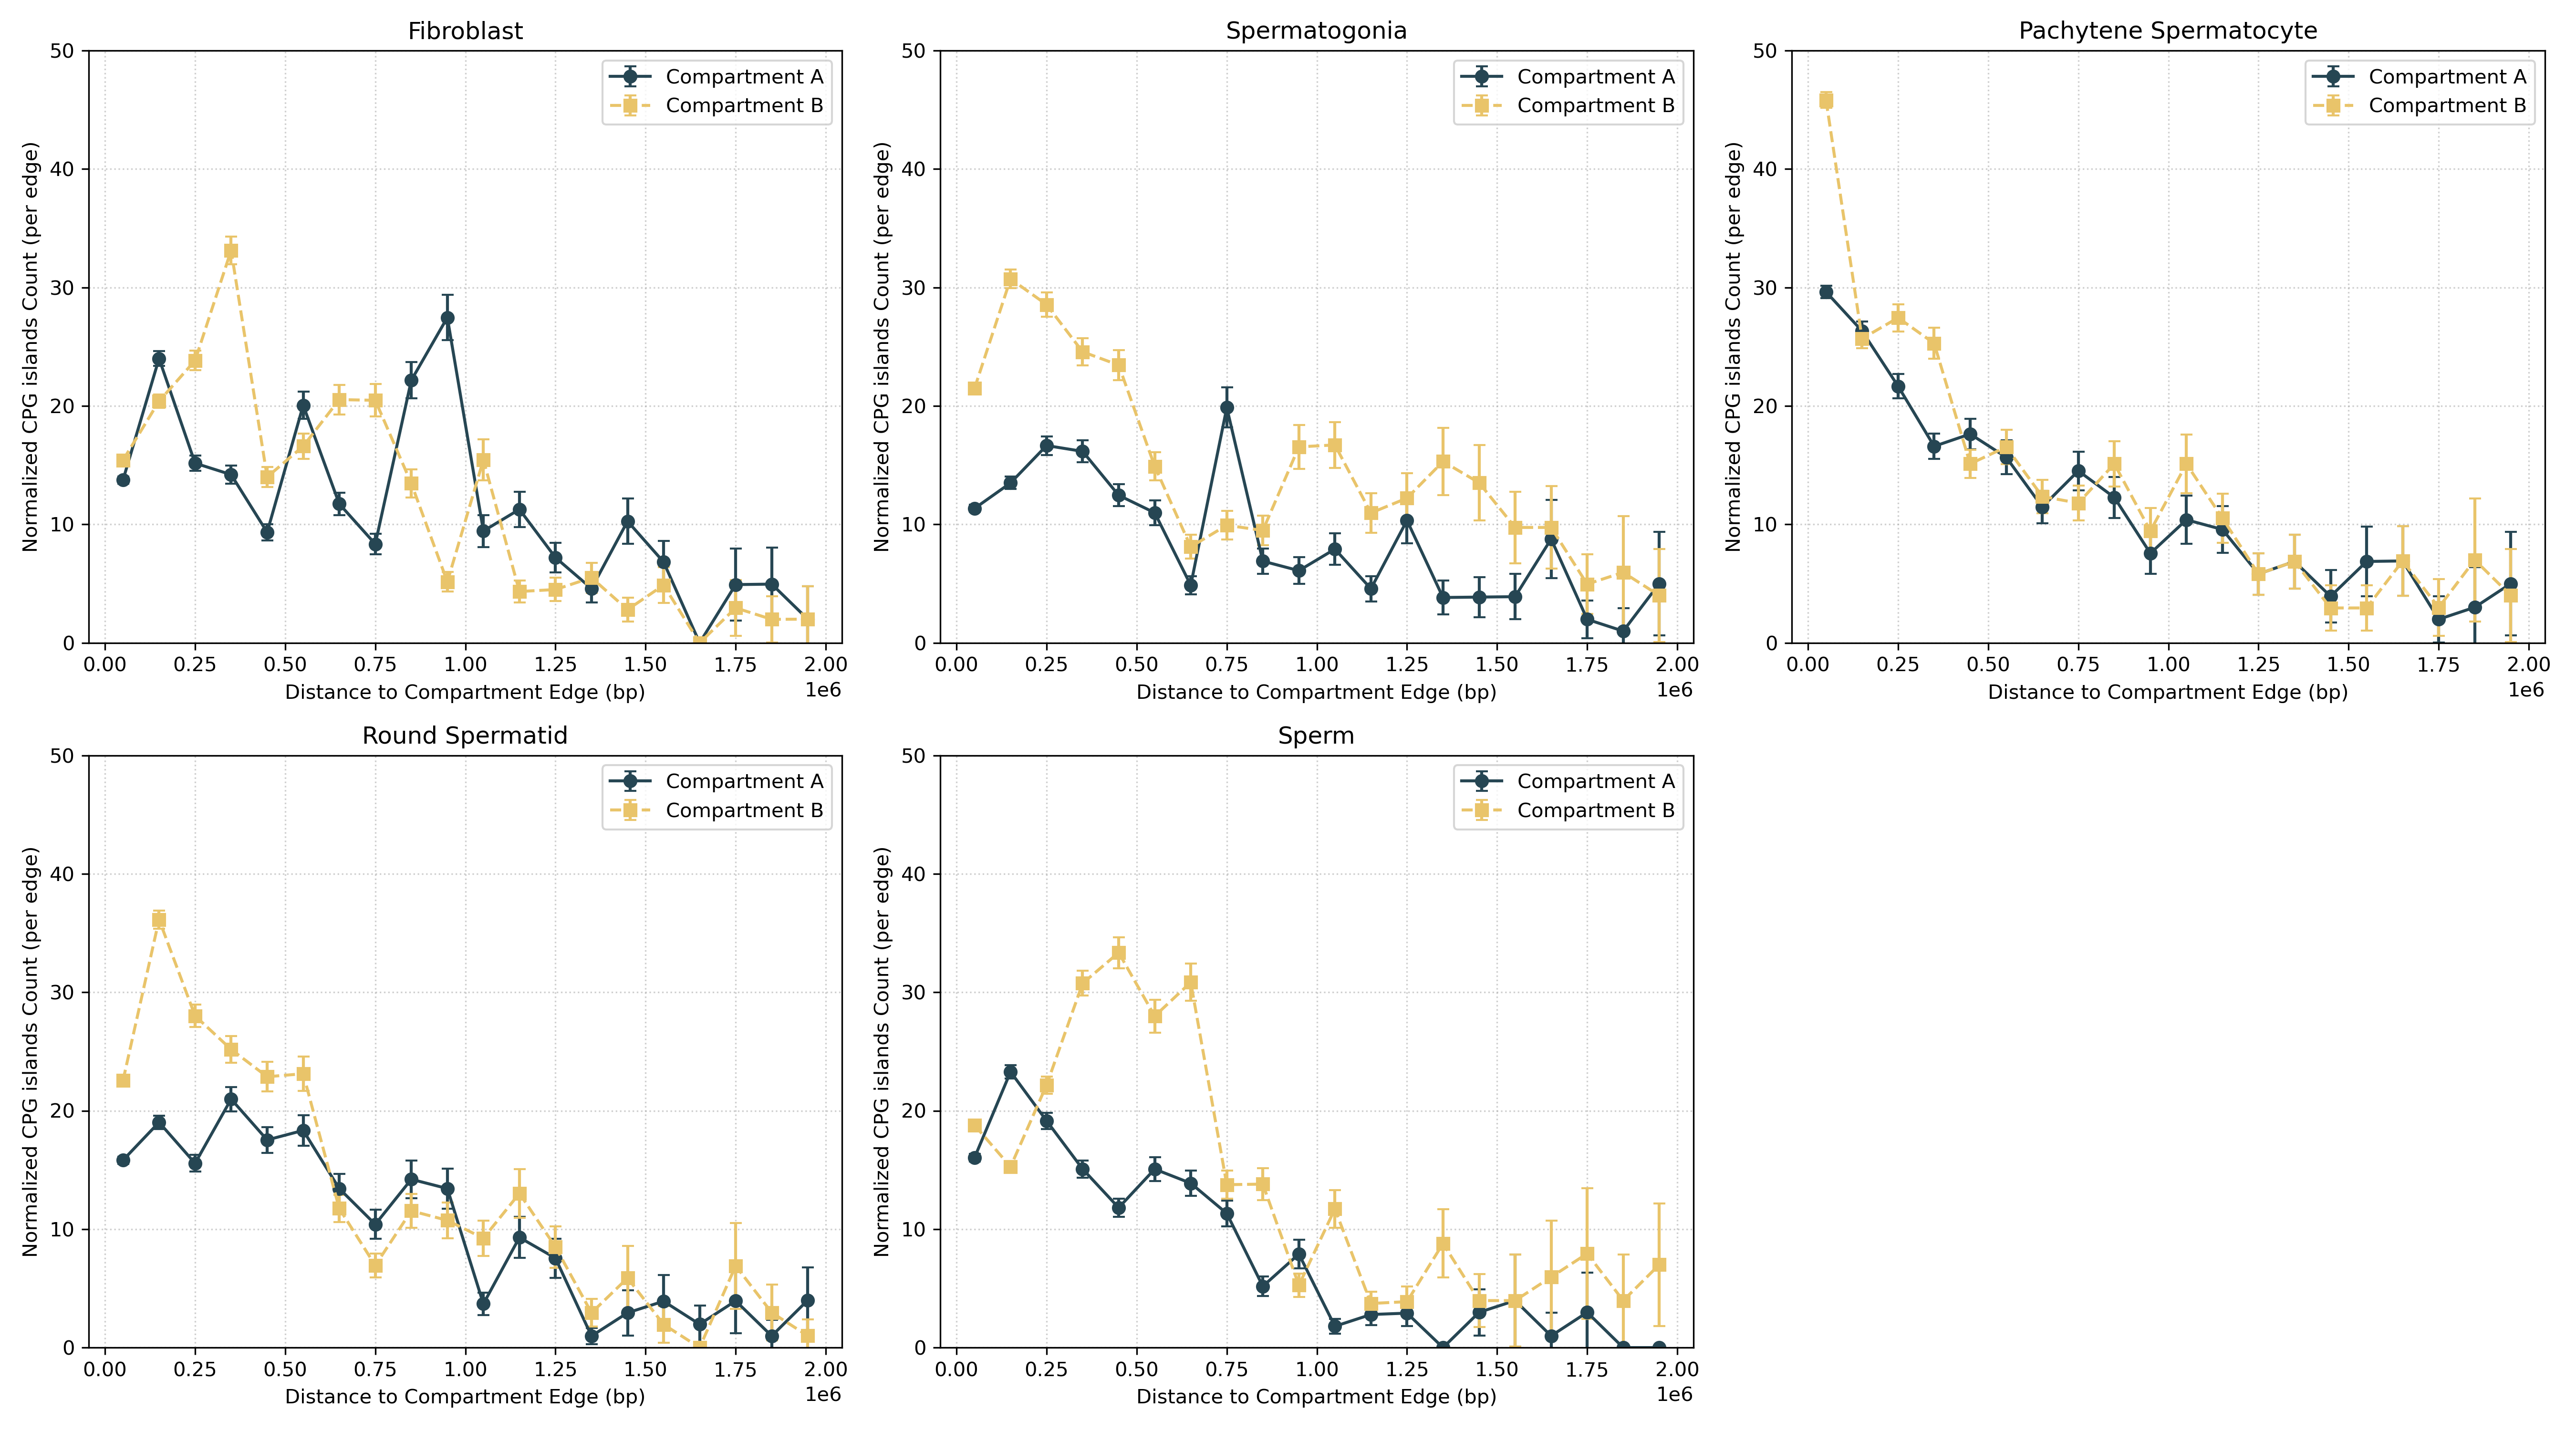 Fibroblast
Normalized CPG islands Count (per edge)
50
40
30
20
10
0
Compartment A
Compartment B
0.00 0.25 0.50 0.75 1.00 1.25 1.50 1.75 2.00
1e6
Distance to Compartment Edge (bp)
Spermatogonia
Normalized CPG islands Count (per edge)
50
40
30
20
10
0
Compartment A
Compartment B
0.00 0.25 0.50 0.75 1.00 1.25 1.50 1.75 2.00
1e6
Distance to Compartment Edge (bp)
Pachytene Spermatocyte
Normalized CPG islands Count (per edge)
50
40
30
20
10
0
Compartment A
Compartment B
0.00 0.25 0.50 0.75 1.00 1.25 1.50 1.75 2.00
1e6
Distance to Compartment Edge (bp)
Round Spermatid
Normalized CPG islands Count (per edge)
50
40
30
20
10
0
Compartment A
Compartment B
0.00 0.25 0.50 0.75 1.00 1.25 1.50 1.75 2.00
1e6
Distance to Compartment Edge (bp)
Sperm
Normalized CPG islands Count (per edge)
50
40
30
20
10
0
Compartment A
Compartment B
0.00 0.25 0.50 0.75 1.00 1.25 1.50 1.75 2.00
1e6
Distance to Compartment Edge (bp)